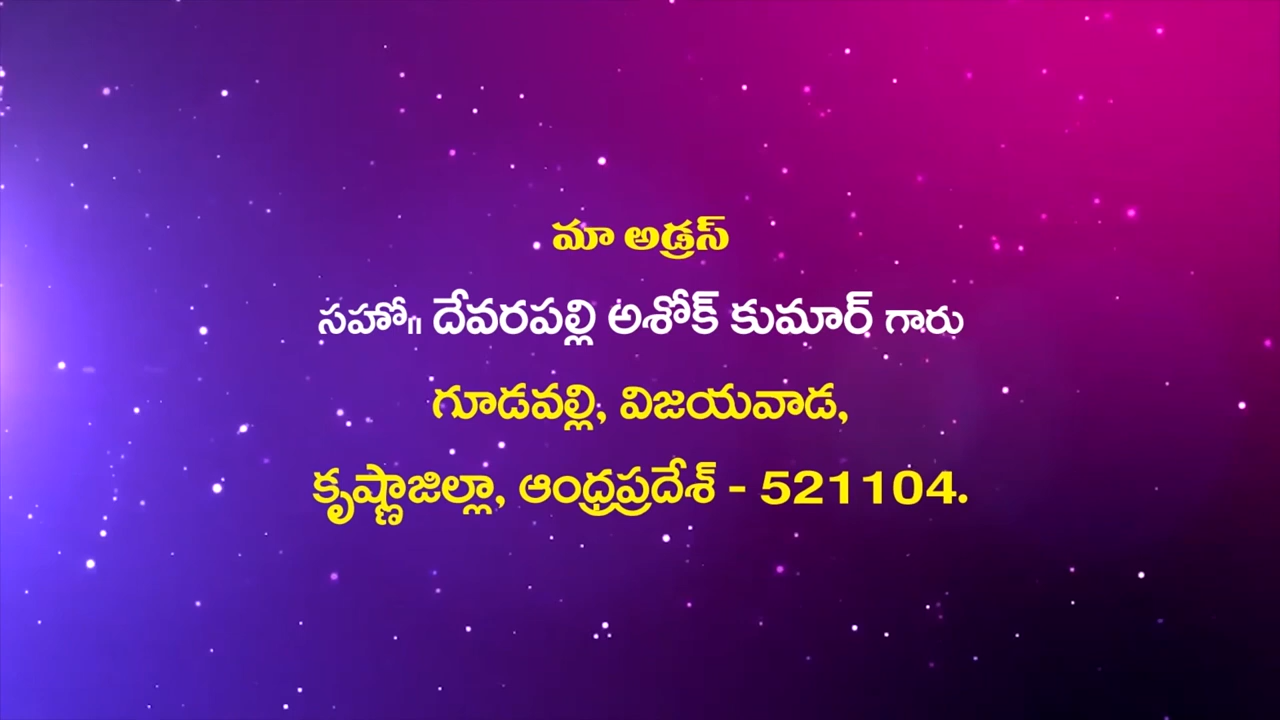 మా అడ్రస్
సహో॥ దేవరపల్లి అశోక్ కుమార్ గారు
గూడవల్లి, విజయవాడ,
కృష్ణాజిల్లా, ఆంధ్రప్రదేశ్ - 521104.